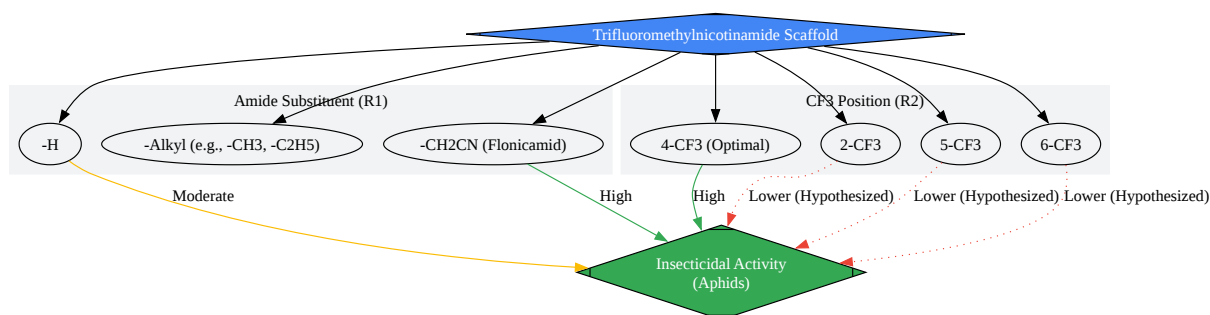 Trifluoromethylnicotinamide Scaffold
Amide Substituent (R1)
CF3 Position (R2)
-H
-Alkyl (e.g., -CH3, -C2H5)
-CH2CN (Flonicamid)
4-CF3 (Optimal)
2-CF3
5-CF3
6-CF3
Moderate
High
High
Lower (Hypothesized)
Lower (Hypothesized)
Lower (Hypothesized)
Insecticidal Activity
(Aphids)